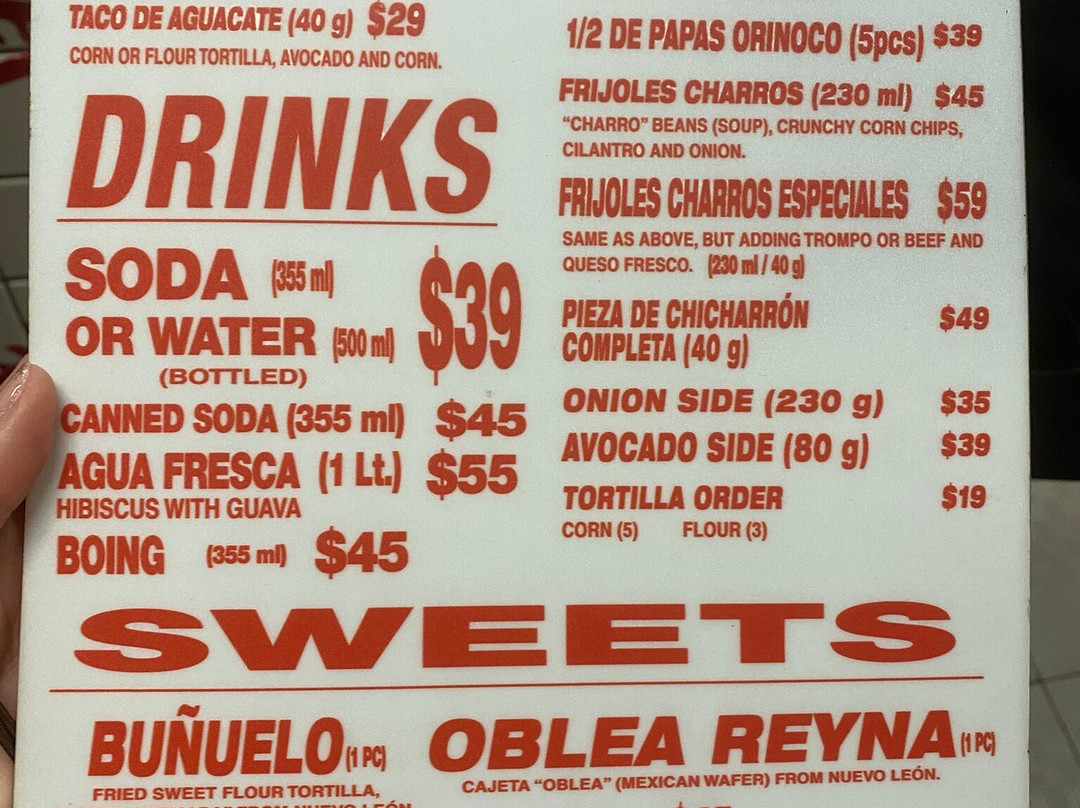 TACO DE AGUACATE (40 g) $29
CORN OR FLOUR TORTILLA, AVOCADO AND CORN.
DRINKS
SODA (355 ml)
OR WATER (500 ml) $39
(BOTTLED)
CANNED SODA (355 ml) $45
AGUA FRESCA (1 Lt.) $55
HIBISCUS WITH GUAVA
BOING (355 ml) $45
1/2 DE PAPAS ORINOCO (5pcs) $39
FRIJOLES CHARROS (230 ml) $45
"CHARRO" BEANS (SOUP), CRUNCHY CORN CHIPS,
CILANTRO AND ONION.
FRIJOLES CHARROS ESPECIALES $59
SAME AS ABOVE, BUT ADDING TROMPO OR BEEF AND
QUESO FRESCO. (230 ml / 40 g)
PIEZA DE CHICHARRÓN $49
COMPLETA (40 g)
ONION SIDE (230 g) $35
AVOCADO SIDE (80 g) $39
TORTILLA ORDER $19
CORN (5) FLOUR (3)
SWEETS
BUÑUELO (1 PC)
FRIED SWEET FLOUR TORTILLA,
FROM NUEVO LEÓN
OBLEA REYNA (1 PC)
CAJETA "OBLEA" (MEXICAN WAFER) FROM NUEVO LEÓN.